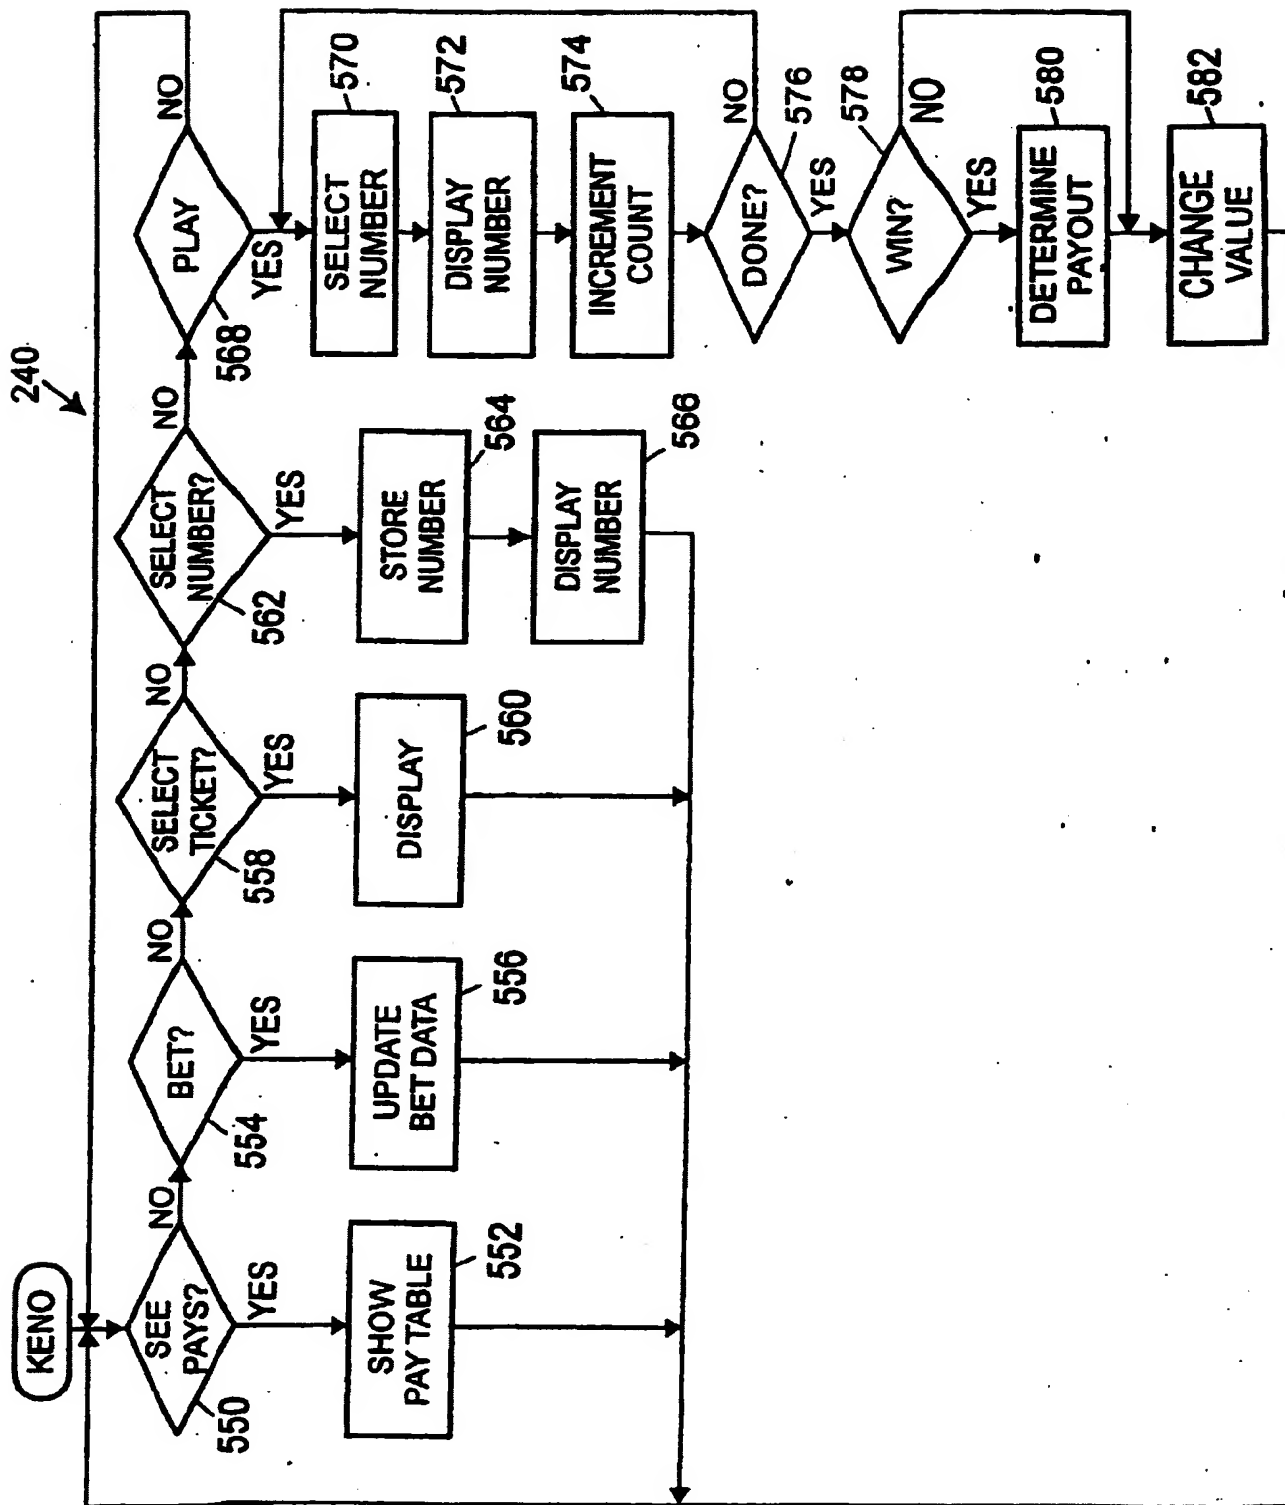 240
KENO
SEE
PAYS?
550
NO
YES
SHOW
PAY TABLE
552
BET?
554
NO
YES
UPDATE
BET DATA
556
SELECT
TICKET?
558
NO
YES
DISPLAY
560
SELECT
NUMBER?
562
NO
YES
STORE
NUMBER
564
DISPLAY
NUMBER
566
PLAY
568
NO
YES
SELECT
NUMBER
570
DISPLAY
NUMBER
572
INCREMENT
COUNT
574
DONE?
576
NO
YES
WIN?
578
NO
YES
DETERMINE
PAYOUT
580
CHANGE
VALUE
582